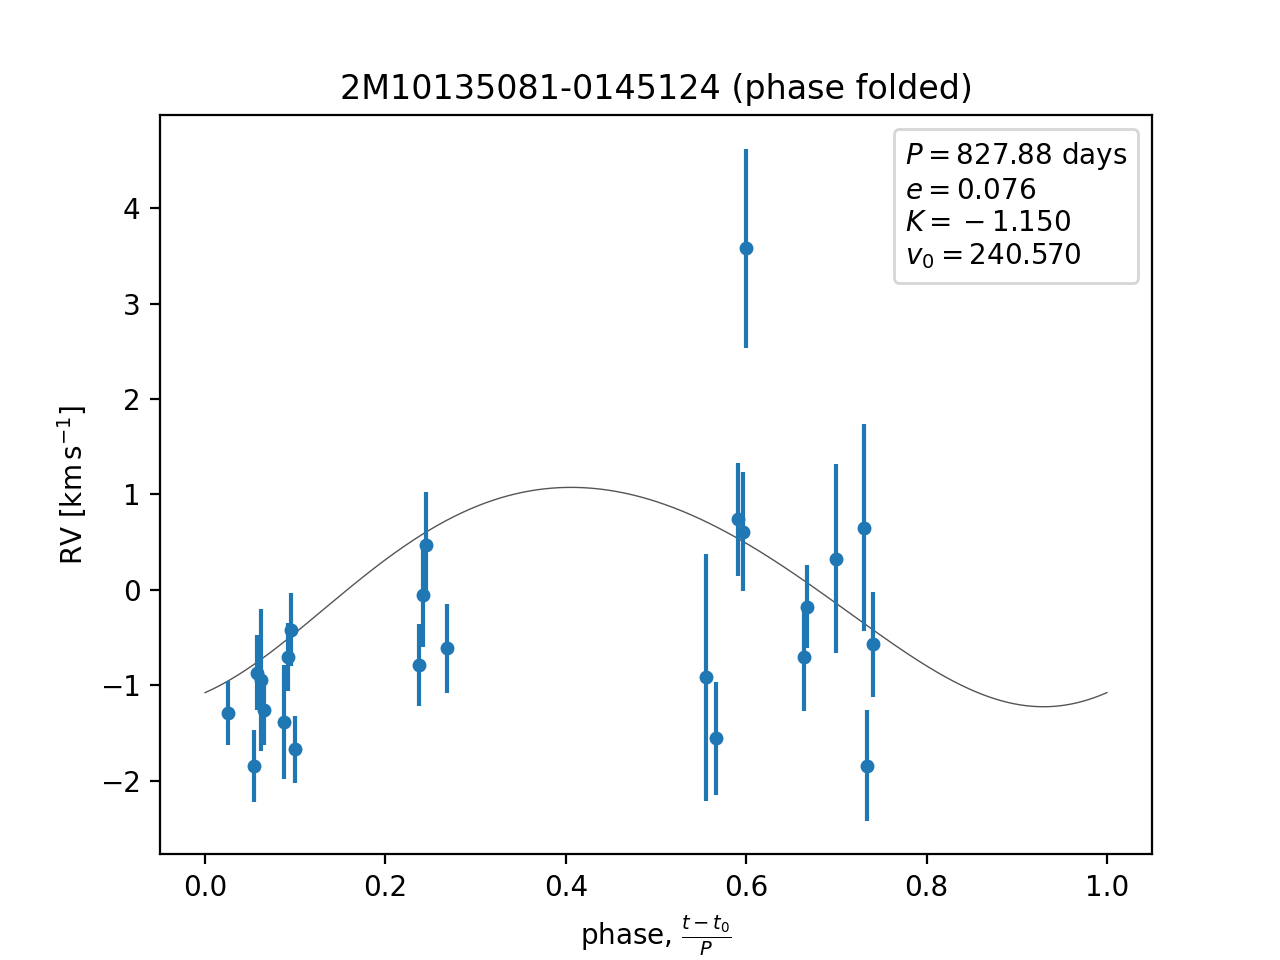 2M10135081-0145124 (phase folded)
P = 827.88 days
e = 0.076
K = −1.150
v₀ = 240.570
RV [km s⁻¹]
4
3
2
1
0
−1
−2
0.0 0.2 0.4 0.6 0.8 1.0
phase, (t − t₀)/P